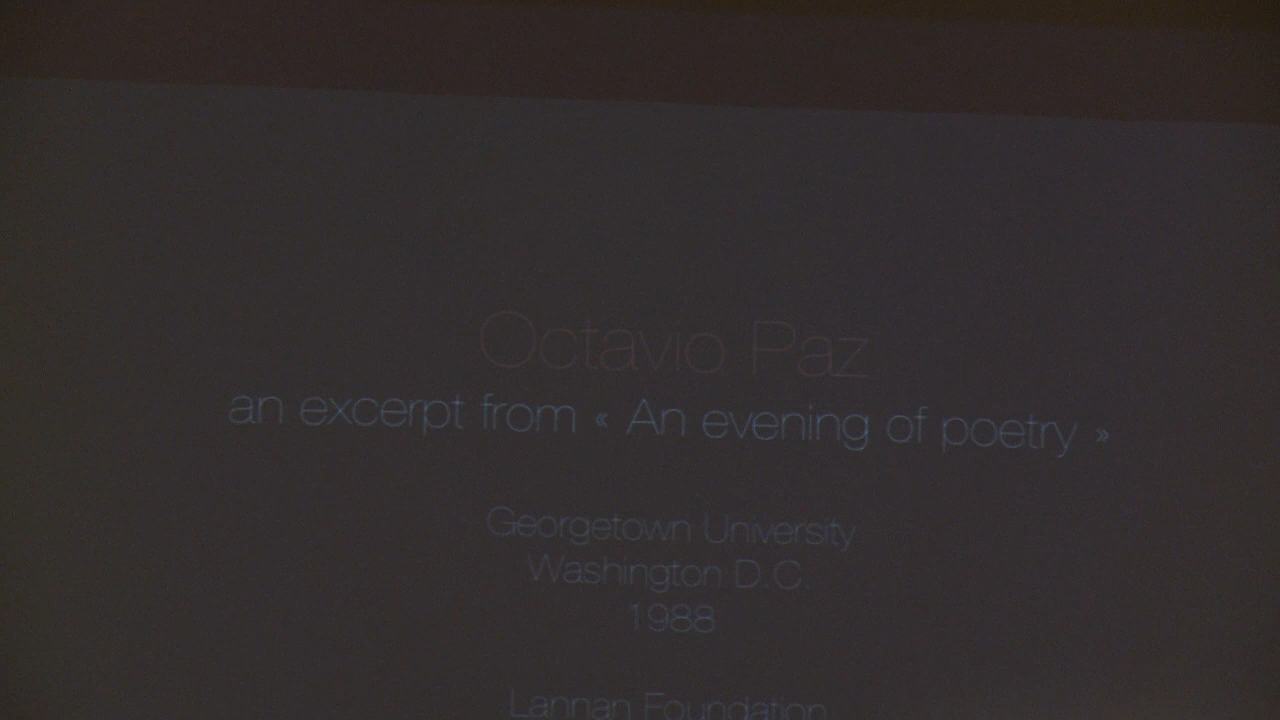 Octavio Paz
an excerpt from « An evening of poetry »
Georgetown University
Washington D.C.
1988
Lannan Foundation